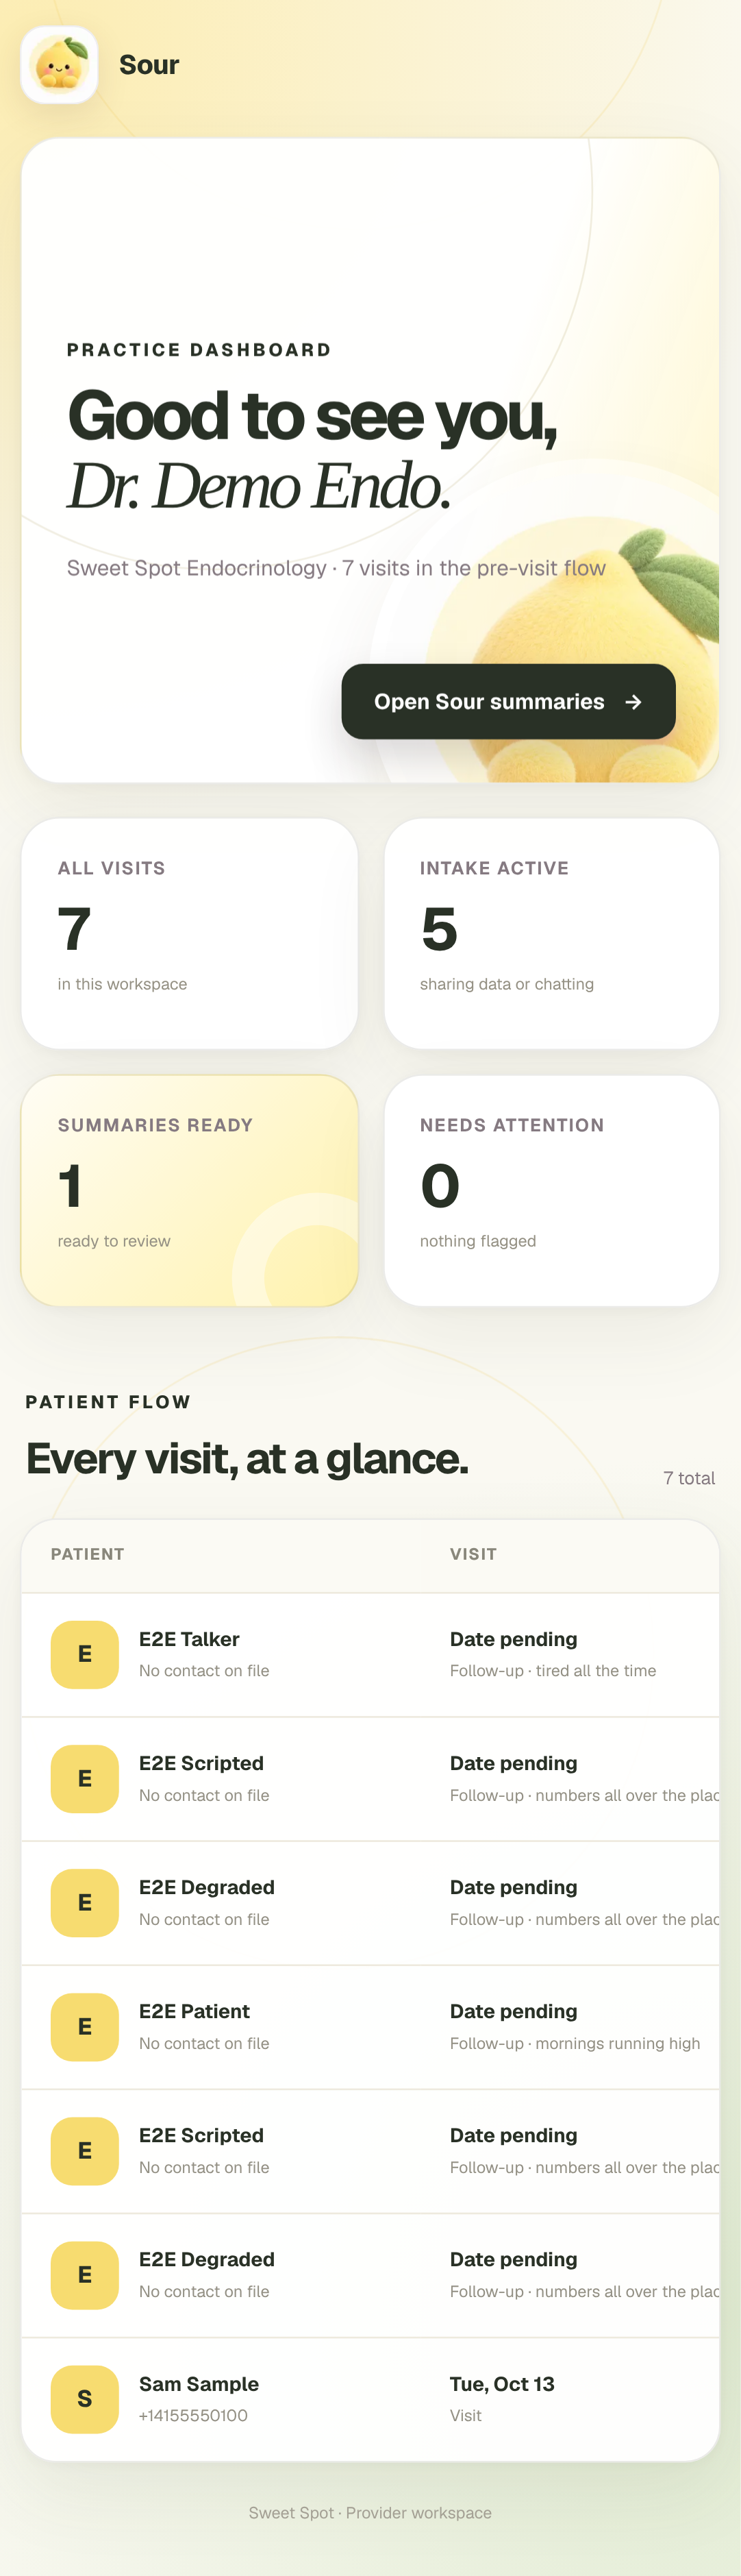 Sour
PRACTICE DASHBOARD
Good to see you,
Dr. Demo Endo.
Sweet Spot Endocrinology · 7 visits in the pre-visit flow
Open Sour summaries →
ALL VISITS
7
in this workspace
INTAKE ACTIVE
5
sharing data or chatting
SUMMARIES READY
1
ready to review
NEEDS ATTENTION
0
nothing flagged
PATIENT FLOW
Every visit, at a glance.
7 total
PATIENT VISIT
E E2E Talker Date pending
No contact on file Follow-up · tired all the time
E E2E Scripted Date pending
No contact on file Follow-up · numbers all over the plac
E E2E Degraded Date pending
No contact on file Follow-up · numbers all over the plac
E E2E Patient Date pending
No contact on file Follow-up · mornings running high
E E2E Scripted Date pending
No contact on file Follow-up · numbers all over the plac
E E2E Degraded Date pending
No contact on file Follow-up · numbers all over the plac
S Sam Sample Tue, Oct 13
+14155550100 Visit
Sweet Spot · Provider workspace